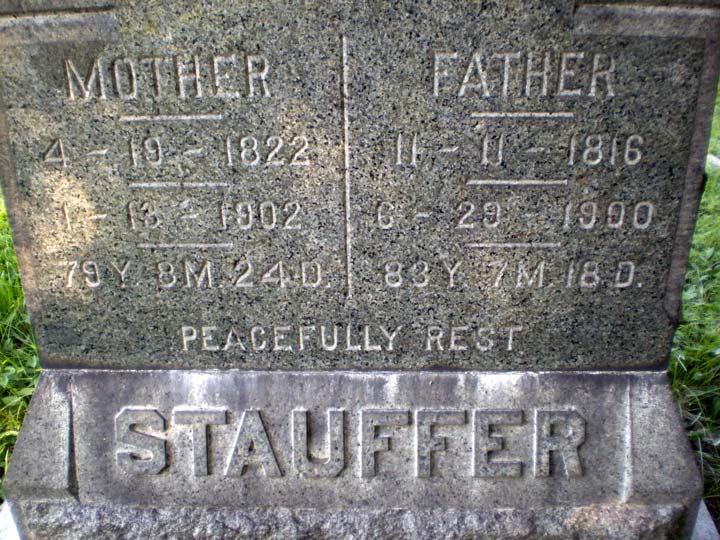 MOTHER
4 - 19 - 1822
1 - 13 - 1902
79 Y. 8 M. 24 D.
FATHER
11 - 11 - 1816
6 - 29 - 1900
83 Y. 7 M. 18 D.
PEACEFULLY REST
STAUFFER